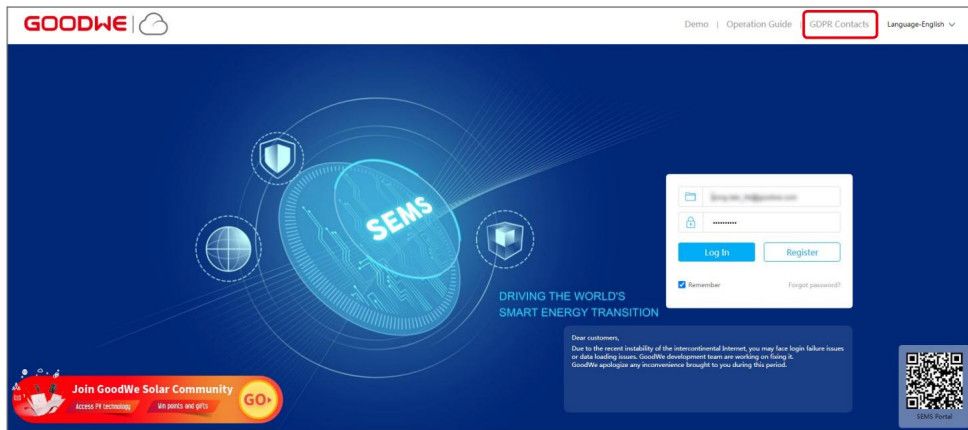 GOODWE
Demo | Operation Guide | GDPR Contacts Language-English
SEMS
Log In Register
Remember Forgot password?
DRIVING THE WORLD'S
SMART ENERGY TRANSITION
Dear customers,
Due to the recent instability of the intercontinental Internet, you may face login failure issues
or data loading issues. GoodWe development team are working on fixing it.
GoodWe apologize any inconvenience brought to you during this period.
Join GoodWe Solar Community
Access PV technology Win points and gifts
GO
SEMS Portal